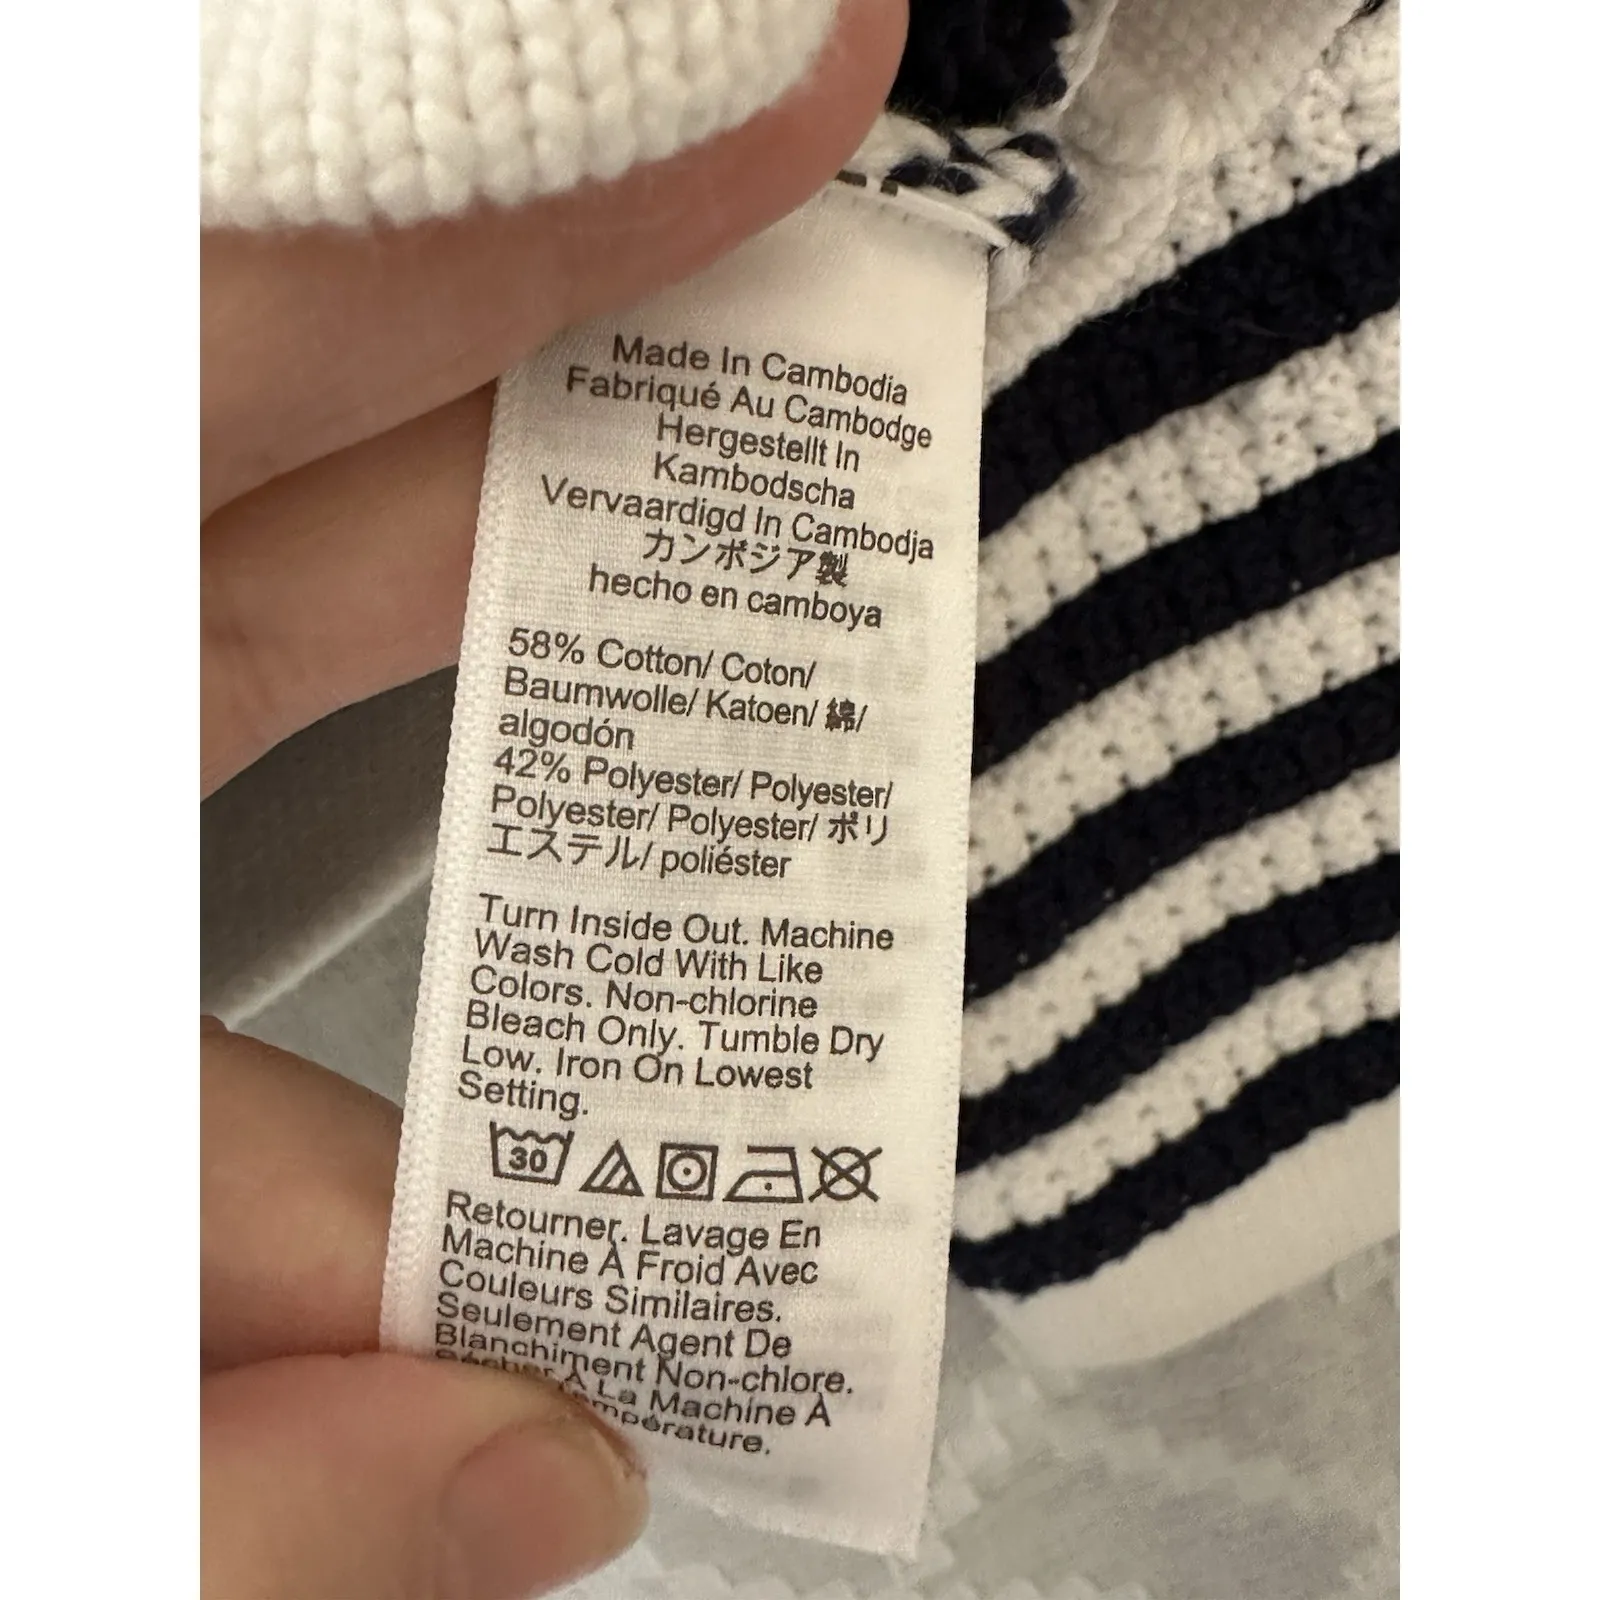 Made In Cambodia
Fabriqué Au Cambodge
Hergestellt In
Kambodscha
Vervaardigd In Cambodja
カンボジア製
hecho en camboya
58% Cotton/ Coton/
Baumwolle/ Katoen/ 綿/
algodón
42% Polyester/ Polyester/
Polyester/ Polyester/ ポリ
エステル/ poliéster
Turn Inside Out. Machine
Wash Cold With Like
Colors. Non-chlorine
Bleach Only. Tumble Dry
Low. Iron On Lowest
Setting.
30
Retourner. Lavage En
Machine À Froid Avec
Couleurs Similaires.
Seulement Agent De
Blanchiment Non-chlore.
Sécher À La Machine À